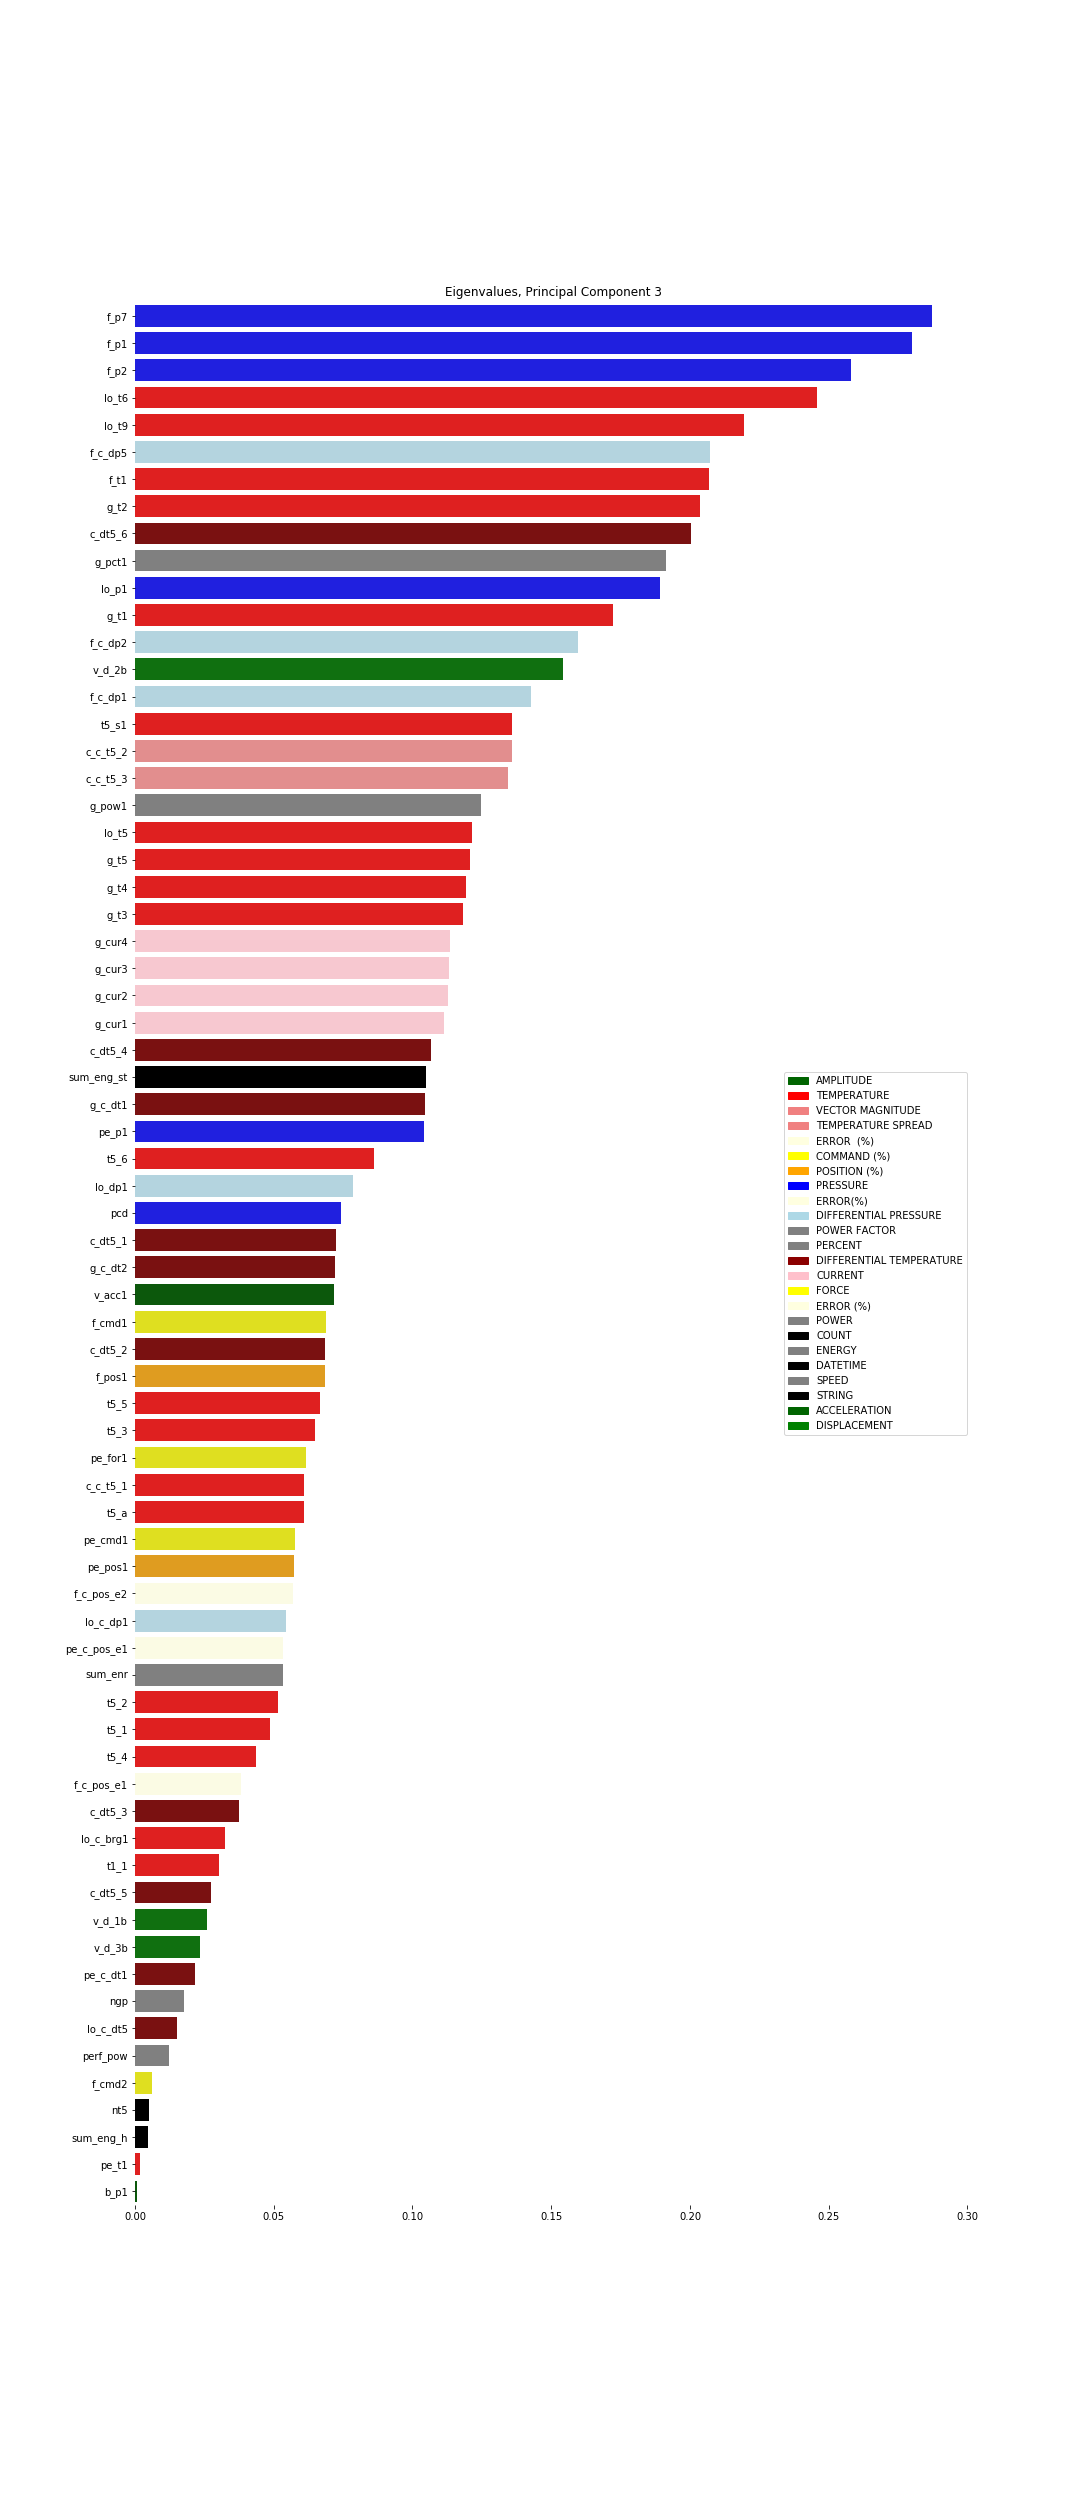 Eigenvalues, Principal Component 3
f_p7
f_p1
f_p2
lo_t6
lo_t9
f_c_dp5
f_t1
g_t2
c_dt5_6
g_pct1
lo_p1
g_t1
f_c_dp2
v_d_2b
f_c_dp1
t5_s1
c_c_t5_2
c_c_t5_3
g_pow1
lo_t5
g_t5
g_t4
g_t3
g_cur4
g_cur3
g_cur2
g_cur1
c_dt5_4
sum_eng_st
g_c_dt1
pe_p1
t5_6
lo_dp1
pcd
c_dt5_1
g_c_dt2
v_acc1
f_cmd1
c_dt5_2
f_pos1
t5_5
t5_3
pe_for1
c_c_t5_1
t5_a
pe_cmd1
pe_pos1
f_c_pos_e2
lo_c_dp1
pe_c_pos_e1
sum_enr
t5_2
t5_1
t5_4
f_c_pos_e1
c_dt5_3
lo_c_brg1
t1_1
c_dt5_5
v_d_1b
v_d_3b
pe_c_dt1
ngp
lo_c_dt5
perf_pow
f_cmd2
nt5
sum_eng_h
pe_t1
b_p1
0.00 0.05 0.10 0.15 0.20 0.25 0.30
AMPLITUDE
TEMPERATURE
VECTOR MAGNITUDE
TEMPERATURE SPREAD
ERROR  (%)
COMMAND (%)
POSITION (%)
PRESSURE
ERROR(%)
DIFFERENTIAL PRESSURE
POWER FACTOR
PERCENT
DIFFERENTIAL TEMPERATURE
CURRENT
FORCE
ERROR (%)
POWER
COUNT
ENERGY
DATETIME
SPEED
STRING
ACCELERATION
DISPLACEMENT